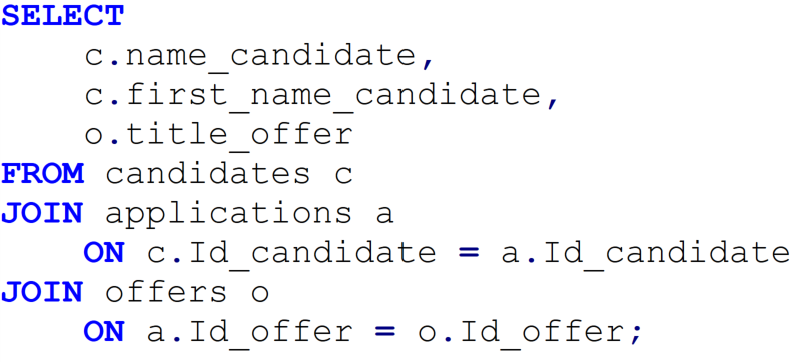 SELECT
    c.name_candidate,
    c.first_name_candidate,
    o.title_offer
FROM candidates c
JOIN applications a
    ON c.Id_candidate = a.Id_candidate
JOIN offers o
    ON a.Id_offer = o.Id_offer;